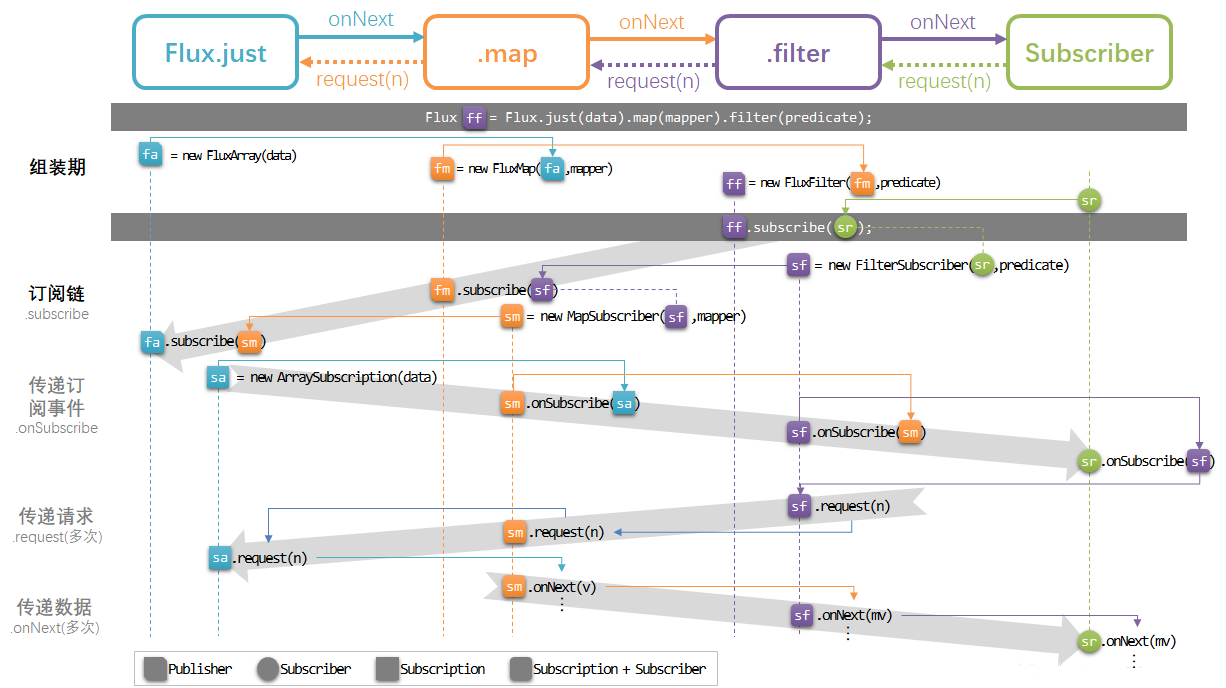 onNext onNext onNext
Flux.just .map .filter Subscriber
request(n) request(n) request(n)
Flux ff = Flux.just(data).map(mapper).filter(predicate);
组装期
fa = new FluxArray(data)
fm = new FluxMap(fa,mapper)
ff = new FluxFilter(fm,predicate)
sr
ff.subscribe(sr);
sf = new FilterSubscriber(sr,predicate)
订阅链
.subscribe
fm.subscribe(sf)
sm = new MapSubscriber(sf,mapper)
fa.subscribe(sm)
传递订
阅事件
.onSubscribe
sa = new ArraySubscription(data)
sm.onSubscribe(sa)
sf.onSubscribe(sm)
sr.onSubscribe(sf)
传递请求
.request(多次)
sf.request(n)
sm.request(n)
sa.request(n)
传递数据
.onNext(多次)
sm.onNext(v)
⋮
sf.onNext(mv)
⋮
sr.onNext(mv)
⋮
Publisher Subscriber Subscription Subscription + Subscriber